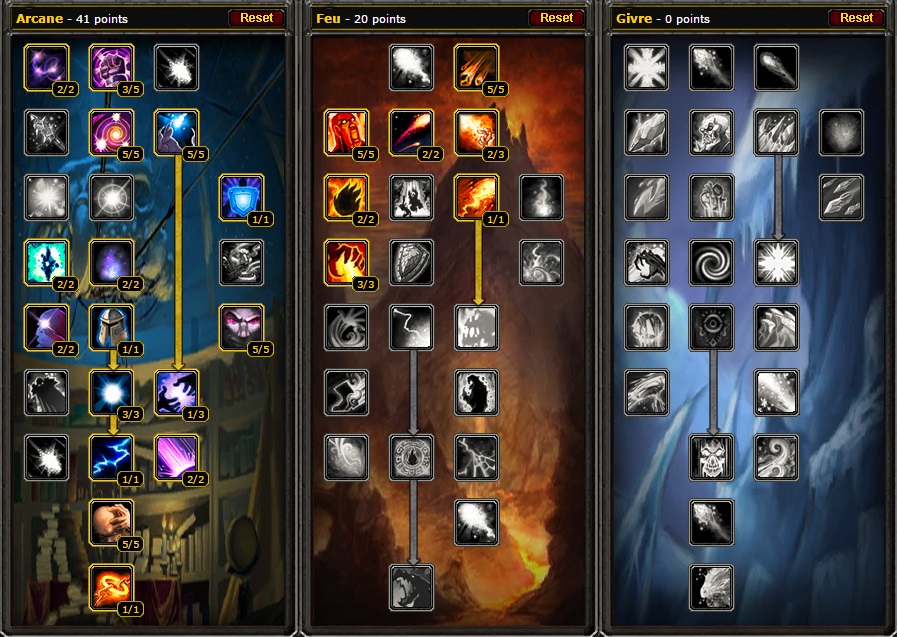 Arcane - 41 points Reset Feu - 20 points Reset Givre - 0 points Reset
2/2 3/5 5/5
5/5 5/5 5/5 2/2 2/3
1/1 2/2 1/1
2/2 2/2 3/3
2/2 1/1 5/5
3/3 1/3
1/1 2/2
5/5
1/1